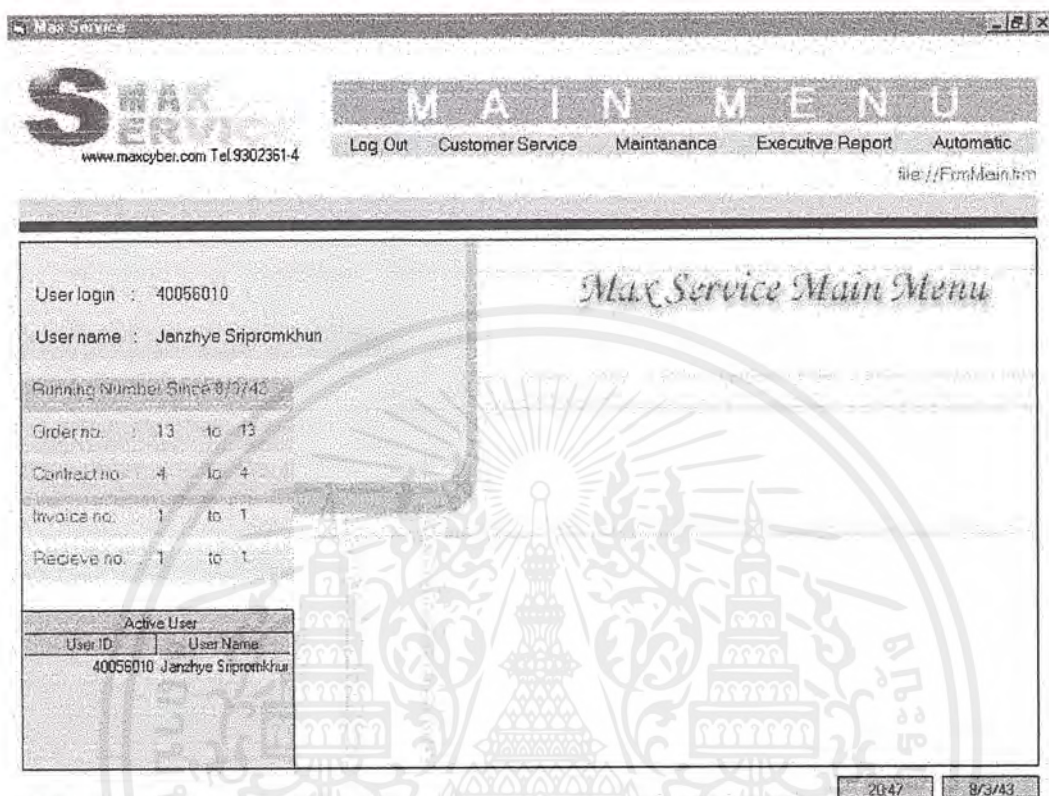 Max Service
MAX
SERVICE
www.maxcyber.com Tel.9302361-4
MAIN MENU
Log Out Customer Service Maintanance Executive Report Automatic
file://FrmMain.frm
User login : 40056010
User name : Janzhye Sripromkhun
Running Number Since 8/3/43
Order no. : 13 to 13
Contract no. : 4 to 4
Invoice no. : 1 to 1
Recieve no. : 1 to 1
Max Service Main Menu
Active User
User ID User Name
40056010 Janzhye Sripromkhur
20:47 8/3/43